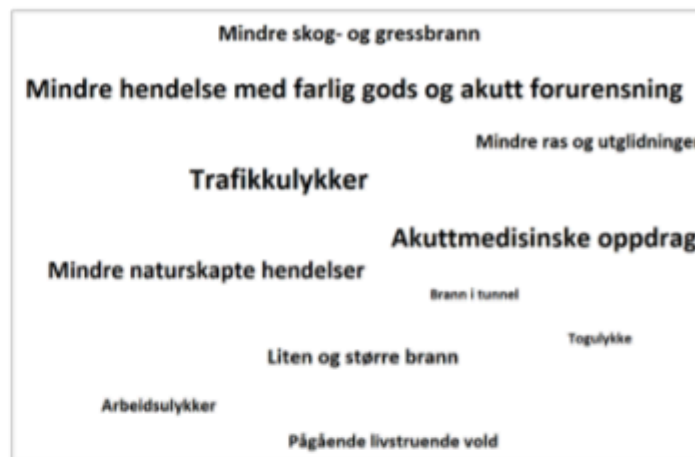 Mindre skog- og gressbrann
Mindre hendelse med farlig gods og akutt forurensning
Mindre ras og utglidninger
Trafikkulykker
Akuttmedisinske oppdrag
Mindre naturskapte hendelser
Brann i tunnel
Togulykke
Liten og større brann
Arbeidsulykker
Pågående livstruende vold